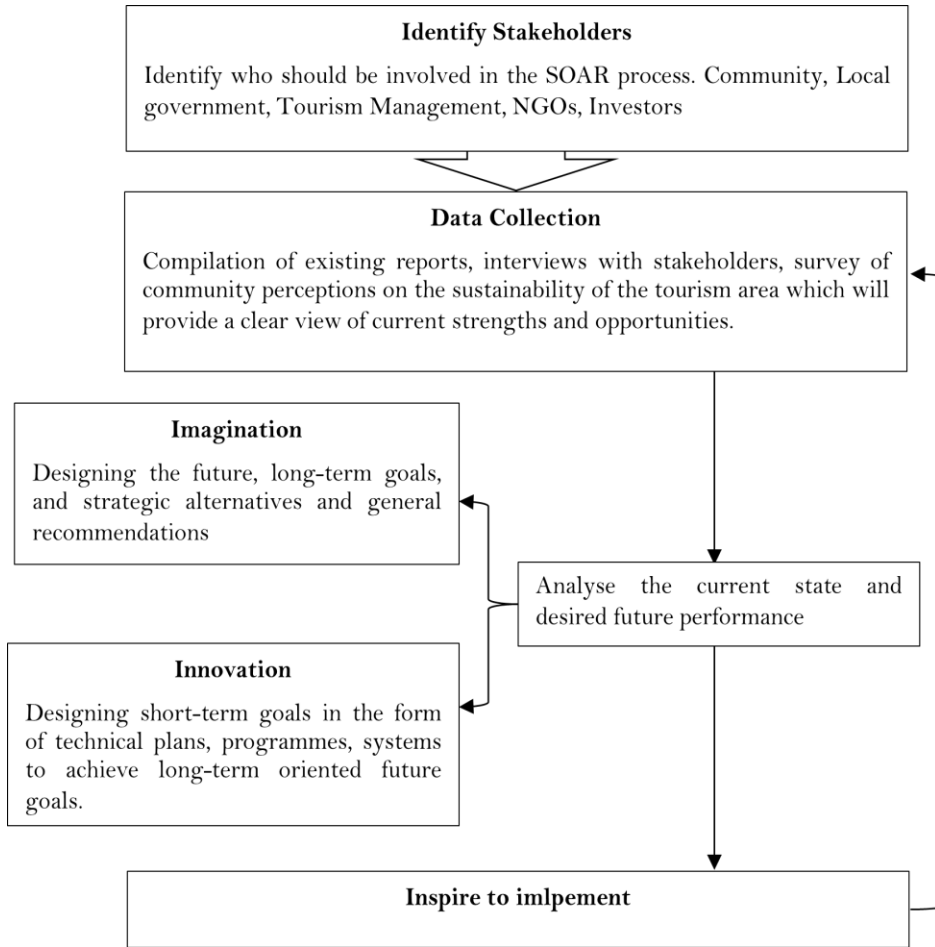 Identify Stakeholders
Identify who should be involved in the SOAR process. Community, Local
government, Tourism Management, NGOs, Investors
Data Collection
Compilation of existing reports, interviews with stakeholders, survey of
community perceptions on the sustainability of the tourism area which will
provide a clear view of current strengths and opportunities.
Imagination
Designing the future, long-term goals,
and strategic alternatives and general
recommendations
Analyse the current state and
desired future performance
Innovation
Designing short-term goals in the form
of technical plans, programmes, systems
to achieve long-term oriented future
goals.
Inspire to imlpement